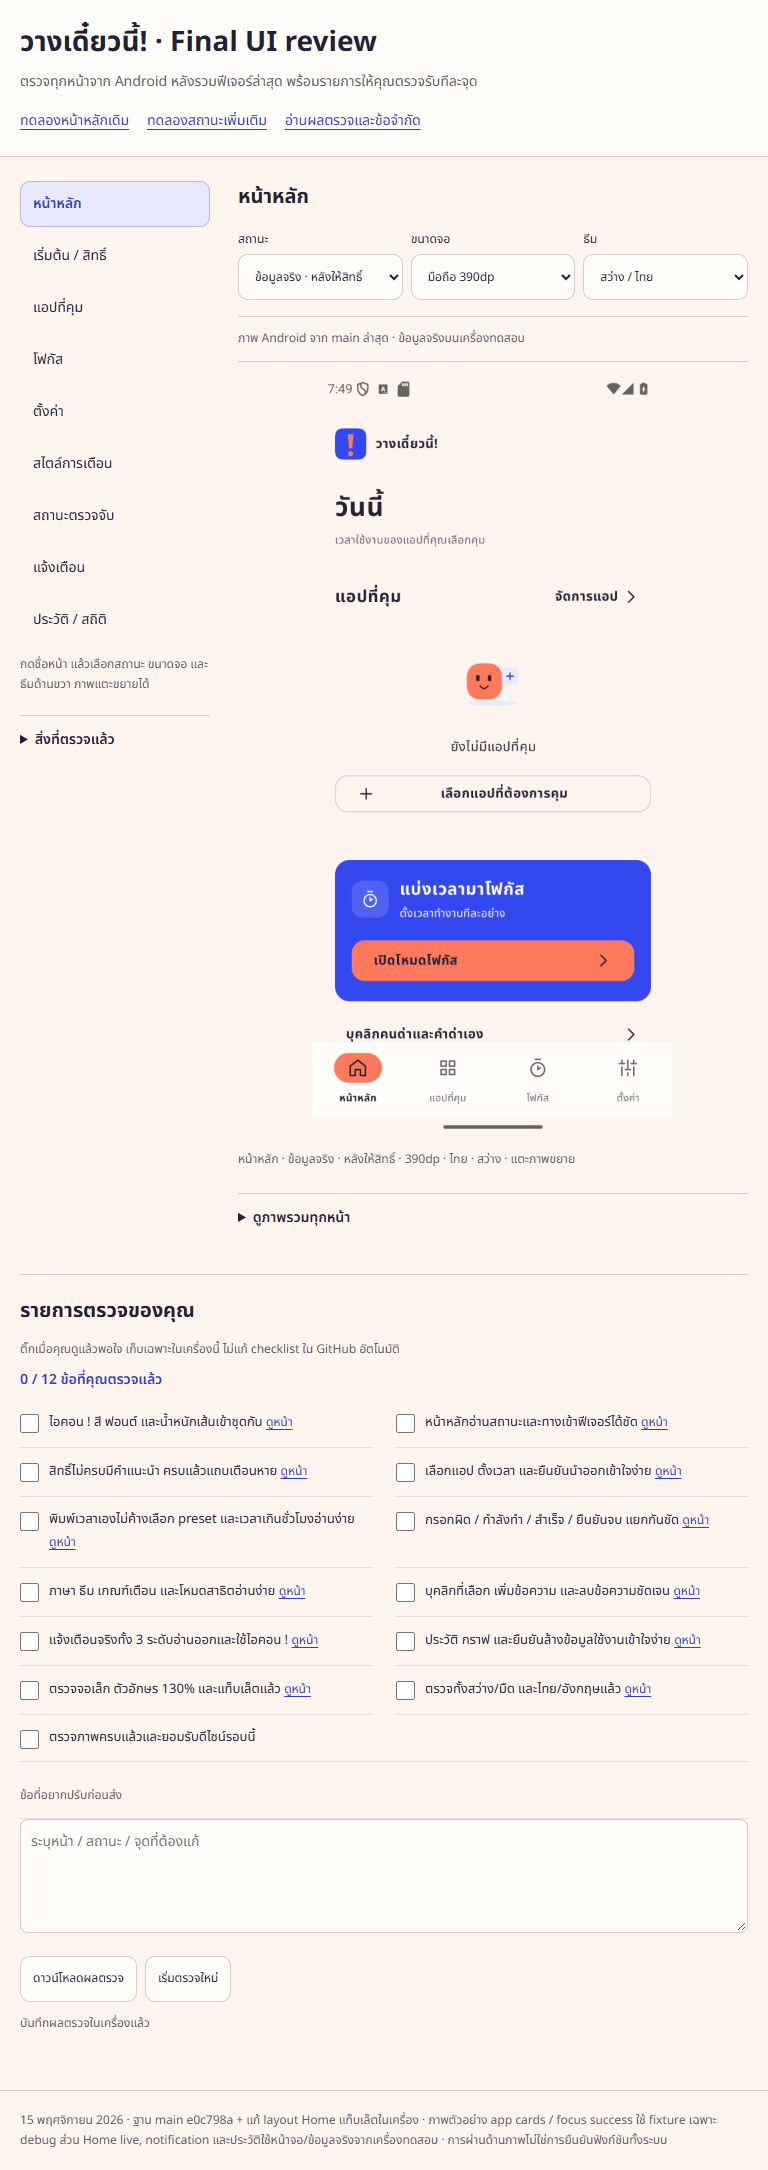 วางเดี๋ยวนี้! · Final UI review
ตรวจทุกหน้าจาก Android หลังรวมฟีเจอร์ล่าสุด พร้อมรายการให้คุณตรวจรับทีละจุด
ทดลองหน้าหลักเดิม ทดลองสถานะเพิ่มเติม อ่านผลตรวจและข้อจำกัด
หน้าหลัก
เริ่มต้น / สิทธิ์
แอปที่คุม
โฟกัส
ตั้งค่า
สไตล์การเตือน
สถานะตรวจจับ
แจ้งเตือน
ประวัติ / สถิติ
กดชื่อหน้า แล้วเลือกสถานะ ขนาดจอ และ
ธีมด้านขวา ภาพแตะขยายได้
สิ่งที่ตรวจแล้ว
หน้าหลัก
สถานะ ขนาดจอ ธีม
ข้อมูลจริง · หลังให้สิทธิ์ มือถือ 390dp สว่าง / ไทย
ภาพ Android จาก main ล่าสุด · ข้อมูลจริงบนเครื่องทดสอบ
7:49
วางเดี๋ยวนี้!
วันนี้
เวลาใช้งานของแอปที่คุณเลือกคุม
แอปที่คุม จัดการแอป
ยังไม่มีแอปที่คุม
เลือกแอปที่ต้องการคุม
แบ่งเวลามาโฟกัส
ตั้งเวลาทำงานทีละอย่าง
เปิดโหมดโฟกัส
บุคลิกคนด่าและคำด่าเอง
หน้าหลัก แอปที่คุม โฟกัส ตั้งค่า
หน้าหลัก · ข้อมูลจริง · หลังให้สิทธิ์ · 390dp · ไทย · สว่าง · แตะภาพขยาย
ดูภาพรวมทุกหน้า
รายการตรวจของคุณ
ติ๊กเมื่อคุณดูแล้วพอใจ เก็บเฉพาะในเครื่องนี้ ไม่แก้ checklist ใน GitHub อัตโนมัติ
0 / 12 ข้อที่คุณตรวจแล้ว
ไอคอน ! สี ฟอนต์ และน้ำหนักเส้นเข้าชุดกัน ดูหน้า
หน้าหลักอ่านสถานะและทางเข้าฟีเจอร์ได้ชัด ดูหน้า
สิทธิ์ไม่ครบมีคำแนะนำ ครบแล้วแถบเตือนหาย ดูหน้า
เลือกแอป ตั้งเวลา และยืนยันนำออกเข้าใจง่าย ดูหน้า
พิมพ์เวลาเองไม่ค้างเลือก preset และเวลาเกินชั่วโมงอ่านง่าย
ดูหน้า
กรอกผิด / กำลังทำ / สำเร็จ / ยืนยันจบ แยกกันชัด ดูหน้า
ภาษา ธีม เกณฑ์เตือน และโหมดสาธิตอ่านง่าย ดูหน้า
บุคลิกที่เลือก เพิ่มข้อความ และลบข้อความชัดเจน ดูหน้า
แจ้งเตือนจริงทั้ง 3 ระดับอ่านออกและใช้ไอคอน ! ดูหน้า
ประวัติ กราฟ และยืนยันล้างข้อมูลใช้งานเข้าใจง่าย ดูหน้า
ตรวจจอเล็ก ตัวอักษร 130% และแท็บเล็ตแล้ว ดูหน้า
ตรวจทั้งสว่าง/มืด และไทย/อังกฤษแล้ว ดูหน้า
ตรวจภาพครบแล้วและยอมรับดีไซน์รอบนี้
ข้อที่อยากปรับก่อนส่ง
ระบุหน้า / สถานะ / จุดที่ต้องแก้
ดาวน์โหลดผลตรวจ เริ่มตรวจใหม่
บันทึกผลตรวจในเครื่องแล้ว
15 พฤศจิกายน 2026 · ฐาน main e0c798a + แก้ layout Home แท็บเล็ตในเครื่อง · ภาพตัวอย่าง app cards / focus success ใช้ fixture เฉพาะ
debug ส่วน Home live, notification และประวัติใช้หน้าจอ/ข้อมูลจริงจากเครื่องทดสอบ · การผ่านด้านภาพไม่ใช่การยืนยันฟังก์ชันทั้งระบบ